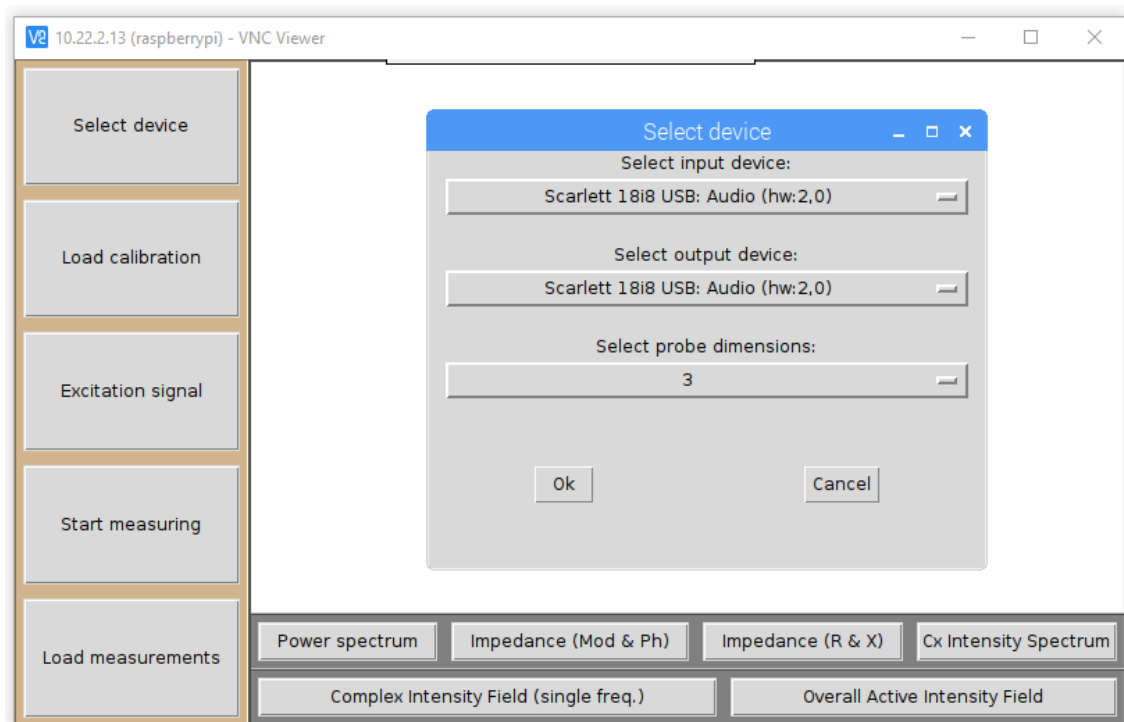 10.22.2.13 (raspberrypi) - VNC Viewer
Select device
Load calibration
Excitation signal
Start measuring
Load measurements
Select device
Select input device:
Scarlett 18i8 USB: Audio (hw:2,0)
Select output device:
Scarlett 18i8 USB: Audio (hw:2,0)
Select probe dimensions:
3
Ok
Cancel
Power spectrum
Impedance (Mod & Ph)
Impedance (R & X)
Cx Intensity Spectrum
Complex Intensity Field (single freq.)
Overall Active Intensity Field